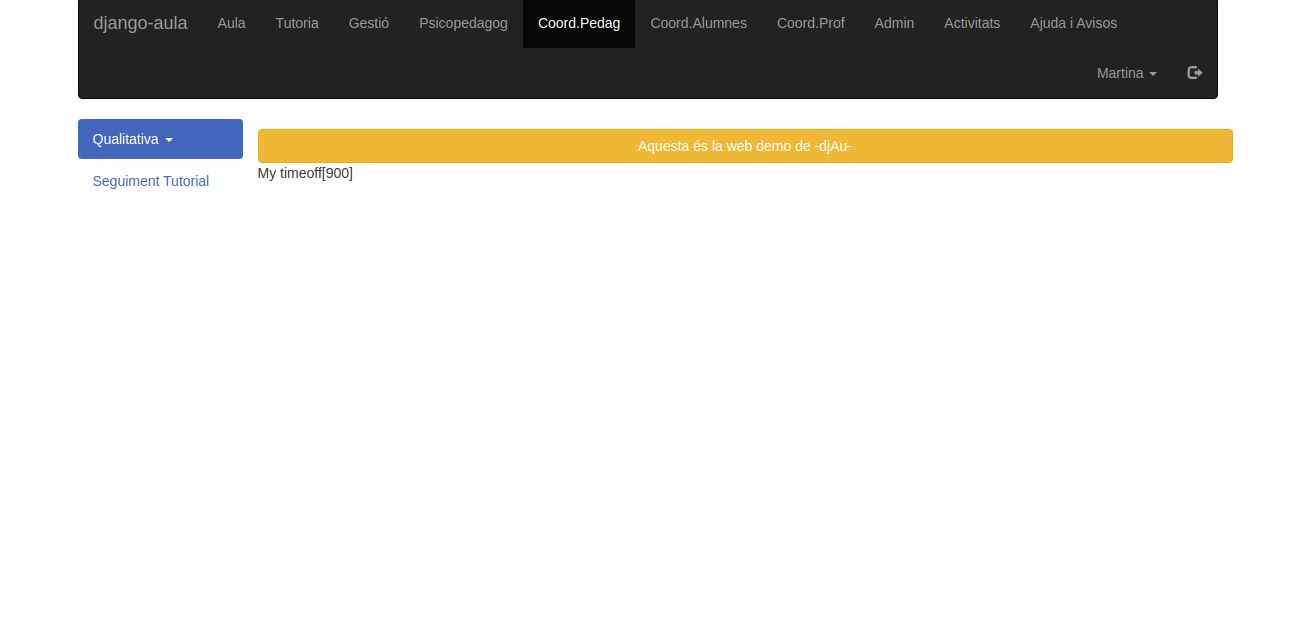 django-aula Aula Tutoria Gestió Psicopedagog Coord.Pedag Coord.Alumnes Coord.Prof Admin Activitats Ajuda i Avisos
Martina
Qualitativa
Seguiment Tutorial
Aquesta és la web demo de -djAu-
My timeoff[900]